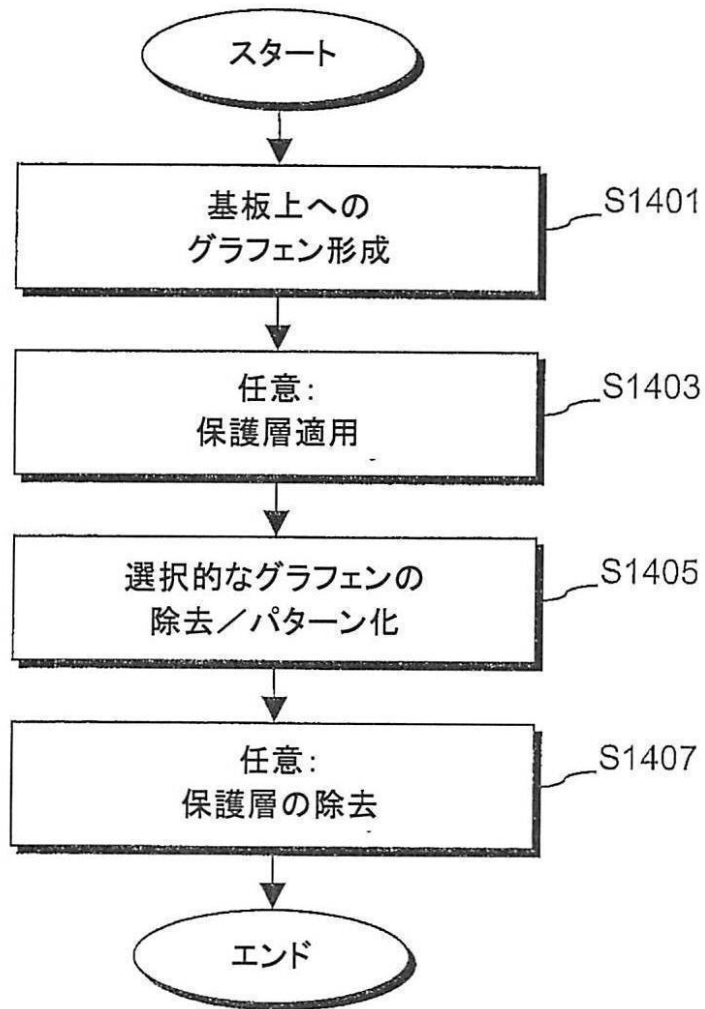 スタート
基板上への
グラフェン形成
S1401
任意:
保護層適用
S1403
選択的なグラフェンの
除去／パターン化
S1405
任意:
保護層の除去
S1407
エンド